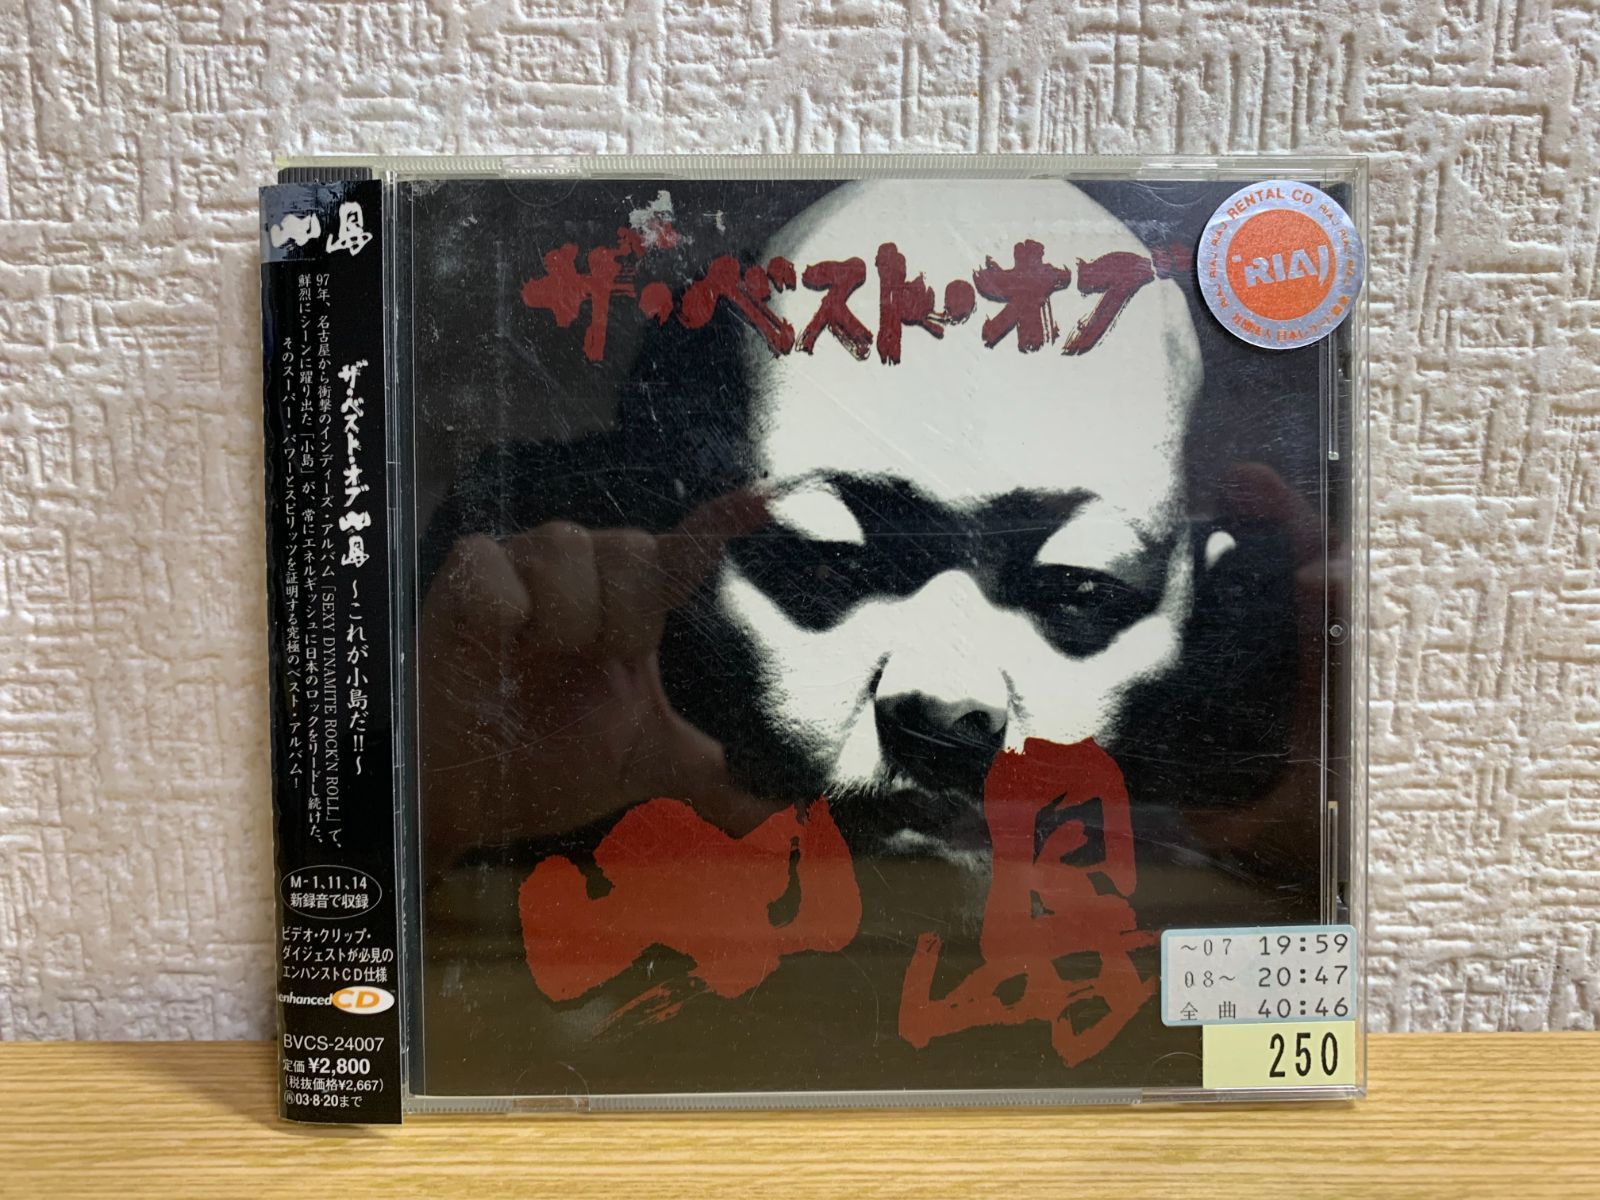 小島
ザ・ベスト・オブ 小島 〜これが小島だ!!〜
97年、名古屋から衝撃のインディーズ・アルバム「SEXY DYNAMITE ROCK'N ROLL」で、
鮮烈にシーンに躍り出た「小島」が、常にエネルギッシュに日本のロックをリードし続けた、
そのスーパー・パワーとスピリッツを証明する究極のベスト・アルバム!
M-1、11、14
新録音で収録
ビデオ・クリップ・
ダイジェストが必見の
エンハンストCD仕様
enhanced CD
BVCS-24007
定価¥2,800
(税抜価格¥2,667)
03・8・20まで
ザ・ベスト・オブ
小島
RENTAL CD
RIAJ
〜07 19:59
08〜 20:47
全曲 40:46
250